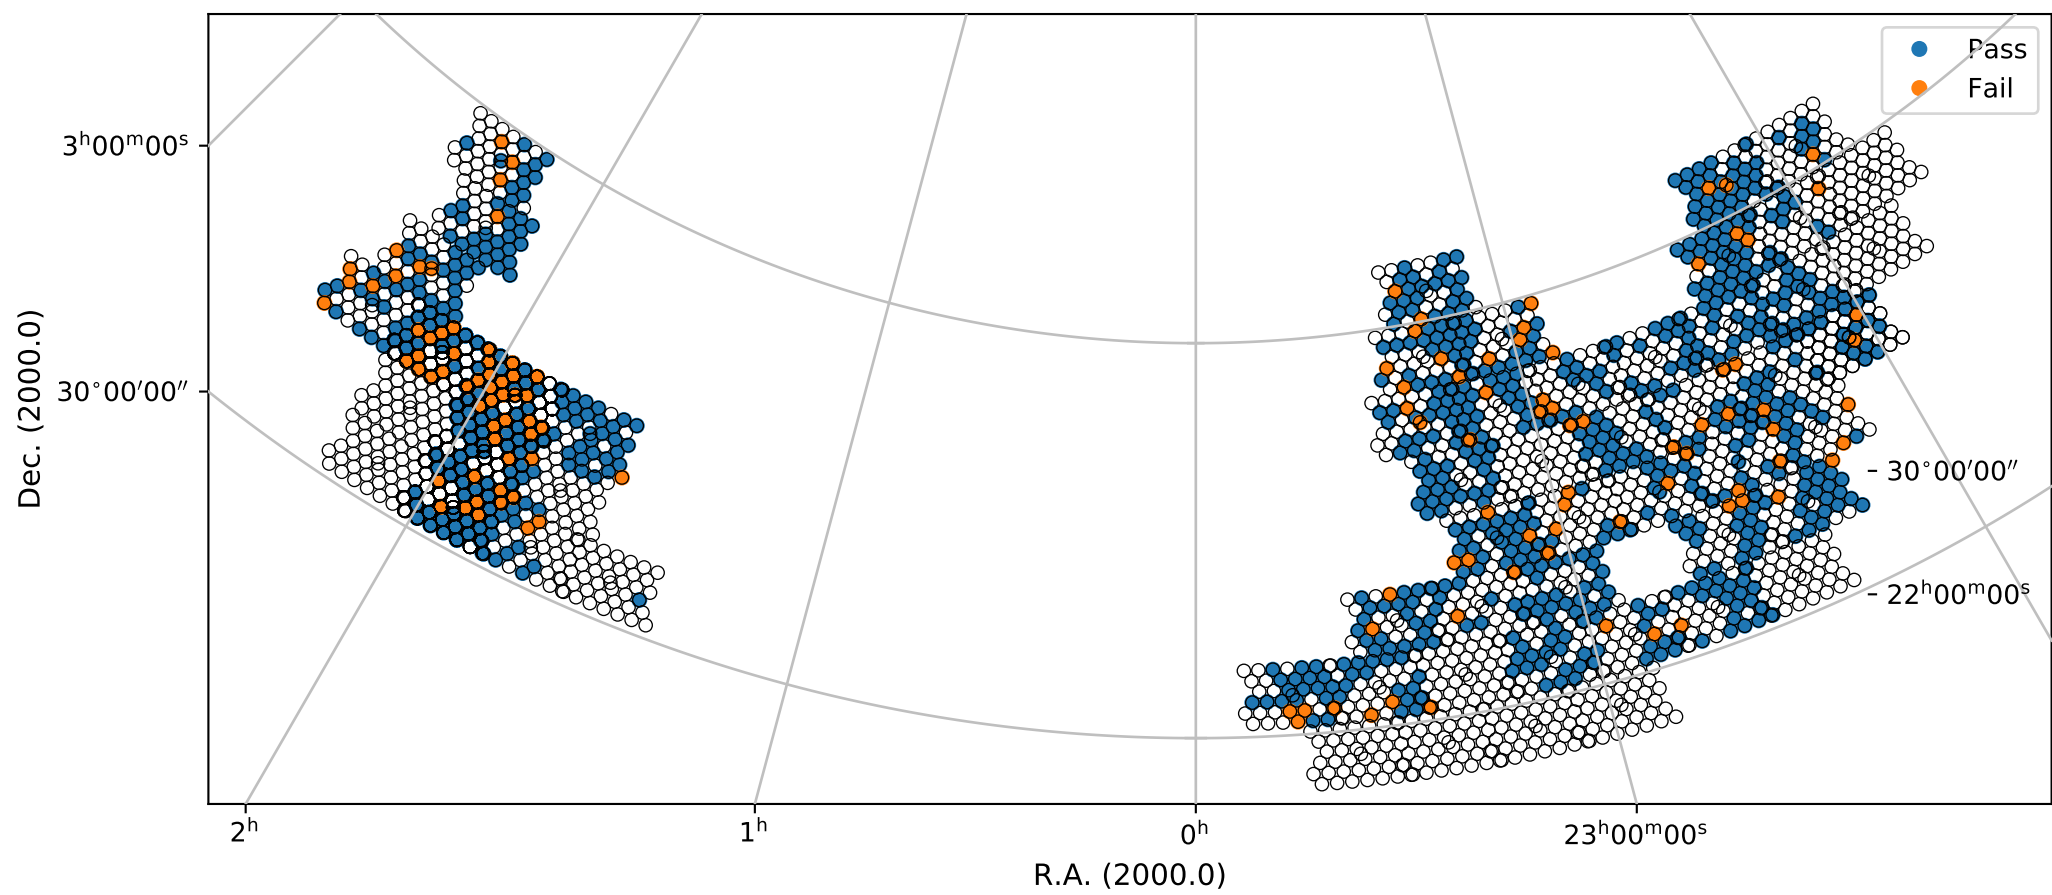 Pass
Fail
3ʰ00ᵐ00ˢ
30°00′00″
30°00′00″
22ʰ00ᵐ00ˢ
2ʰ 1ʰ 0ʰ 23ʰ00ᵐ00ˢ
R.A. (2000.0)
Dec. (2000.0)